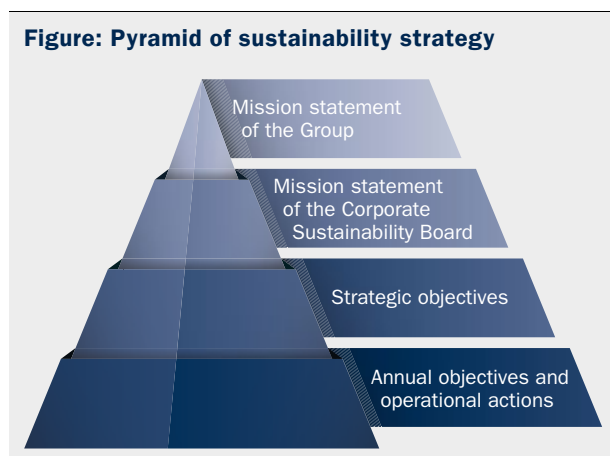 Figure: Pyramid of sustainability strategy
Mission statement
of the Group
Mission statement
of the Corporate
Sustainability Board
Strategic objectives
Annual objectives and
operational actions